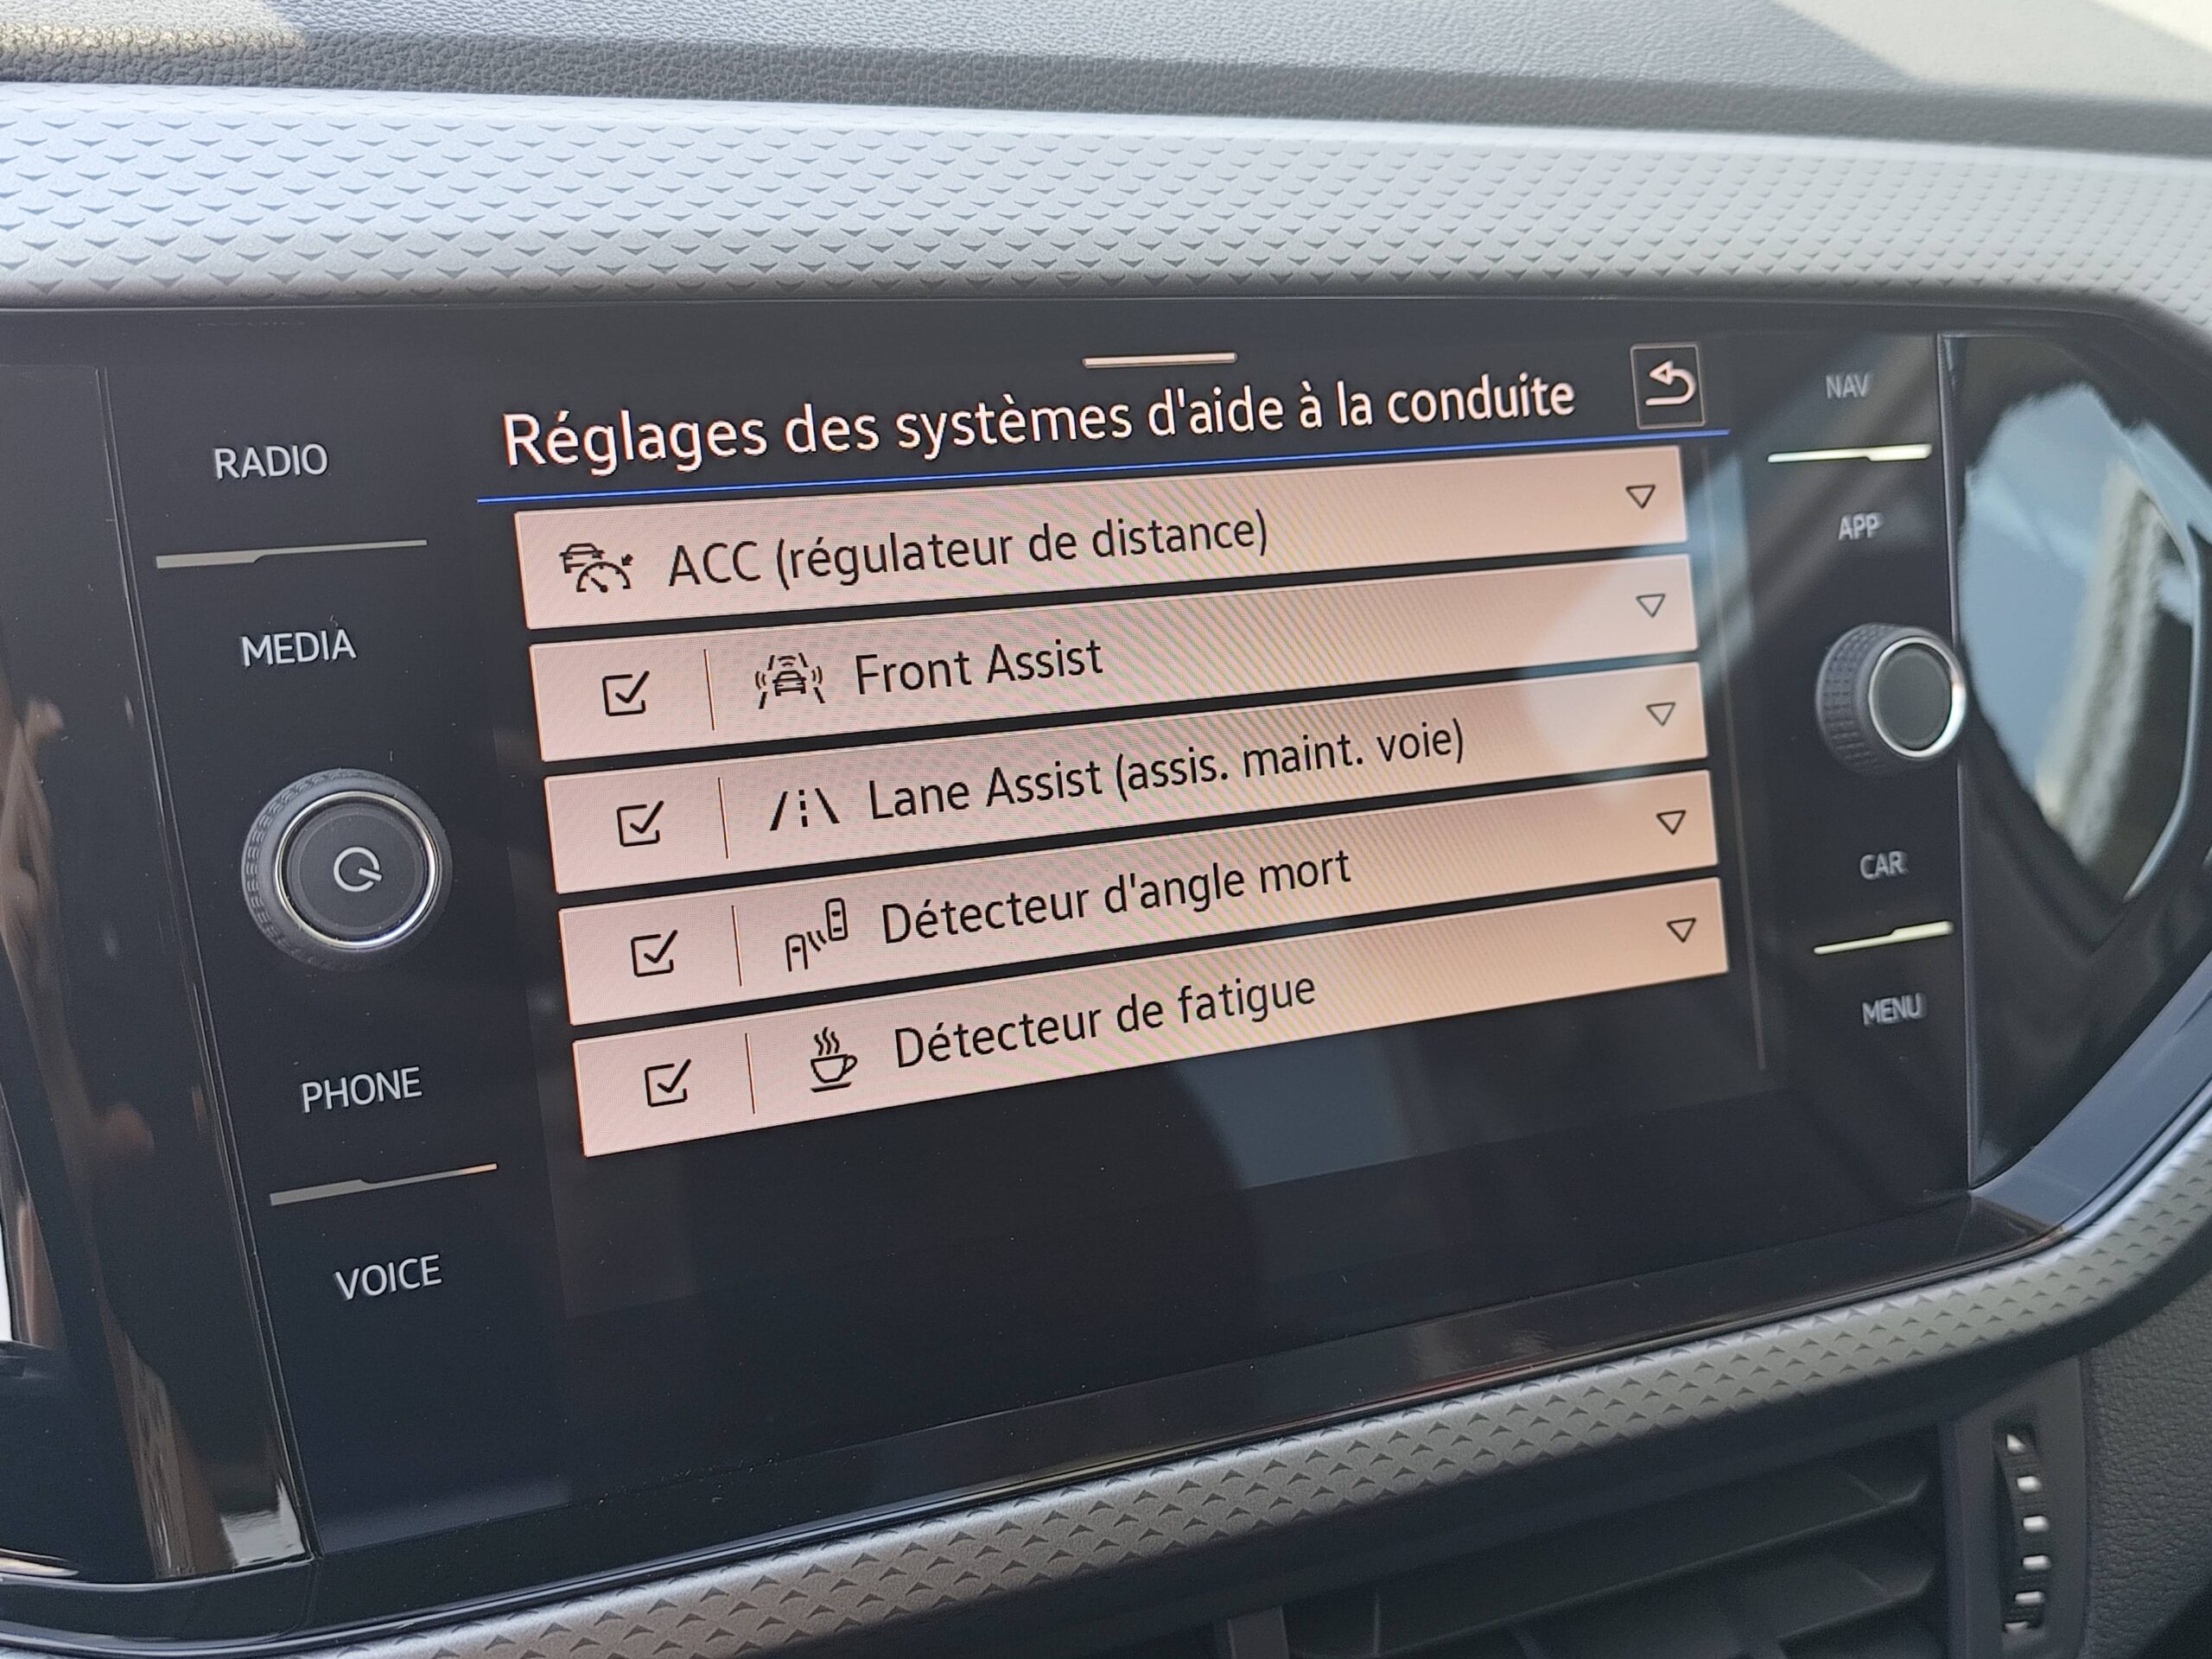 RADIO
MEDIA
PHONE
VOICE
Réglages des systèmes d'aide à la conduite
ACC (régulateur de distance)
Front Assist
Lane Assist (assis. maint. voie)
Détecteur d'angle mort
Détecteur de fatigue
NAV
APP
CAR
MENU